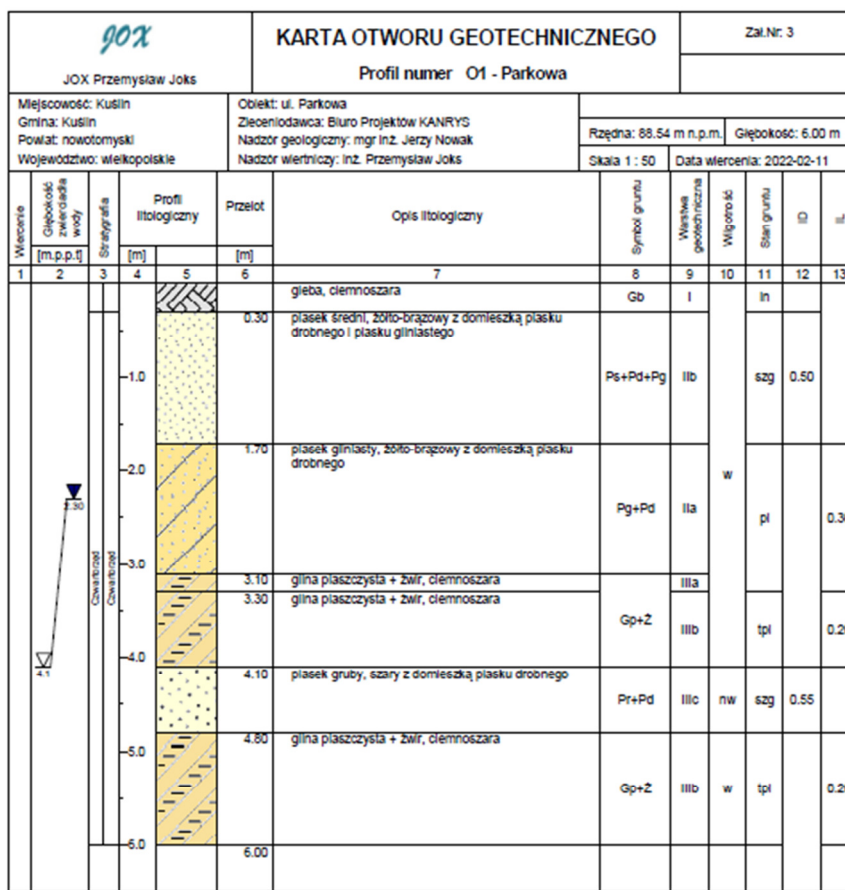 JOX
JOX Przemysław Joks
KARTA OTWORU GEOTECHNICZNEGO
Profil numer O1 - Parkowa
Zał.Nr: 3
Miejscowość: Kuślin
Gmina: Kuślin
Powiat: nowotomyski
Województwo: wielkopolskie
Obiekt: ul. Parkowa
Zleceniodawca: Biuro Projektów KANRYS
Nadzór geologiczny: mgr inż. Jerzy Nowak
Nadzór wiertniczy: inż. Przemysław Joks
Rzędna: 88.54 m n.p.m.
Głębokość: 6.00 m
Skala 1 : 50
Data wiercenia: 2022-02-11
Wiercenie
Głębokość zwierciadła wody
[m.p.p.t]
Stratygrafia
Profil litologiczny
[m]
Przelot
[m]
Opis litologiczny
Symbol gruntu
Warstwa geotechniczna
Wilgotność
Stan gruntu
ID
IL
1 2 3 4 5 6 7 8 9 10 11 12 13
gleba, ciemnoszara
Gb I ln
0.30 piasek średni, żółto-brązowy z domieszką piasku
drobnego i piasku gliniastego
-1.0
Ps+Pd+Pg IIb szg 0.50
1.70 piasek gliniasty, żółto-brązowy z domieszką piasku
drobnego
-2.0
w
2.30
Pg+Pd IIa pl
-3.0
Czwartorzęd
Czwartorzęd
3.10 glina piaszczysta + żwir, ciemnoszara
IIIa
3.30 glina piaszczysta + żwir, ciemnoszara
Gp+Ż IIIb tpl
-4.0
4.1
4.10 piasek gruby, szary z domieszką piasku drobnego
Pr+Pd IIIc nw szg 0.55
4.80 glina piaszczysta + żwir, ciemnoszara
-5.0
Gp+Ż IIIb w tpl
-6.0
6.00